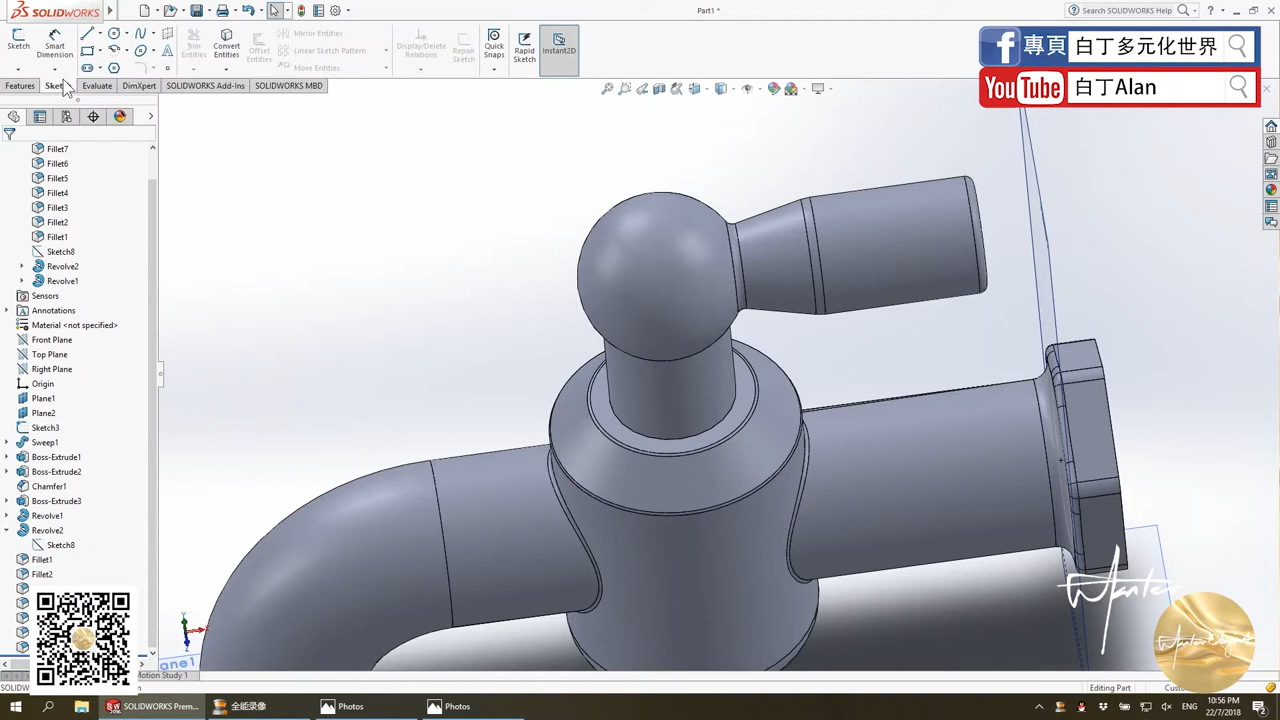 SOLIDWORKS
Part1 *
Search SOLIDWORKS Help
Sketch
Smart Dimension
Trim Entities
Convert Entities
Offset Entities
Mirror Entities
Linear Sketch Pattern
Move Entities
Display/Delete Relations
Repair Sketch
Quick Snaps
Rapid Sketch
Instant2D
專頁
白丁多元化世界
YouTube
白丁Alan
Features
Evaluate
DimXpert
SOLIDWORKS Add-Ins
SOLIDWORKS MBD
Fillet7
Fillet6
Fillet5
Fillet4
Fillet3
Fillet2
Fillet1
Sketch8
Revolve2
Revolve1
Sensors
Annotations
Material <not specified>
Front Plane
Top Plane
Right Plane
Origin
Plane1
Plane2
Sketch3
Sweep1
Boss-Extrude1
Boss-Extrude2
Chamfer1
Boss-Extrude3
Revolve1
Revolve2
Sketch8
Fillet1
Fillet2
Motion Study 1
Editing Part
SOLIDWORKS Prem...
全能录像
Photos
Photos
10:56 PM
22/7/2018